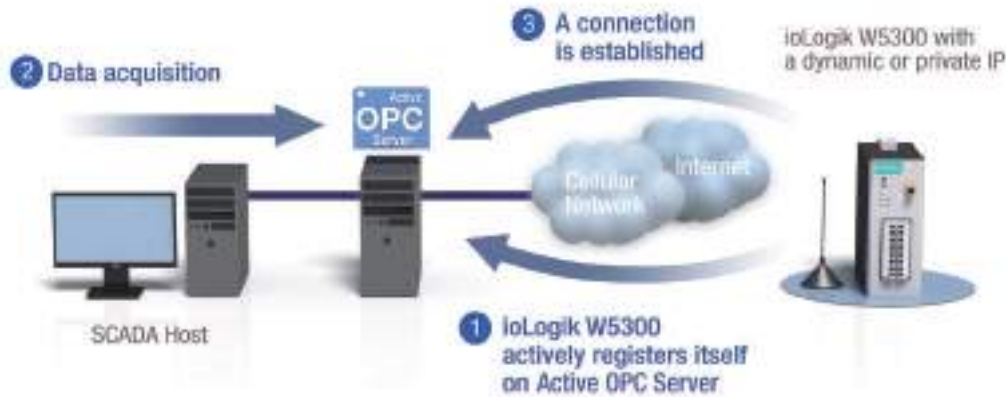 3 A connection
is established
ioLogik W5300 with
a dynamic or private IP
2 Data acquisition
Active
OPC
Server
Internet
Cellular
Network
SCADA Host
1 ioLogik W5300
actively registers itself
on Active OPC Server